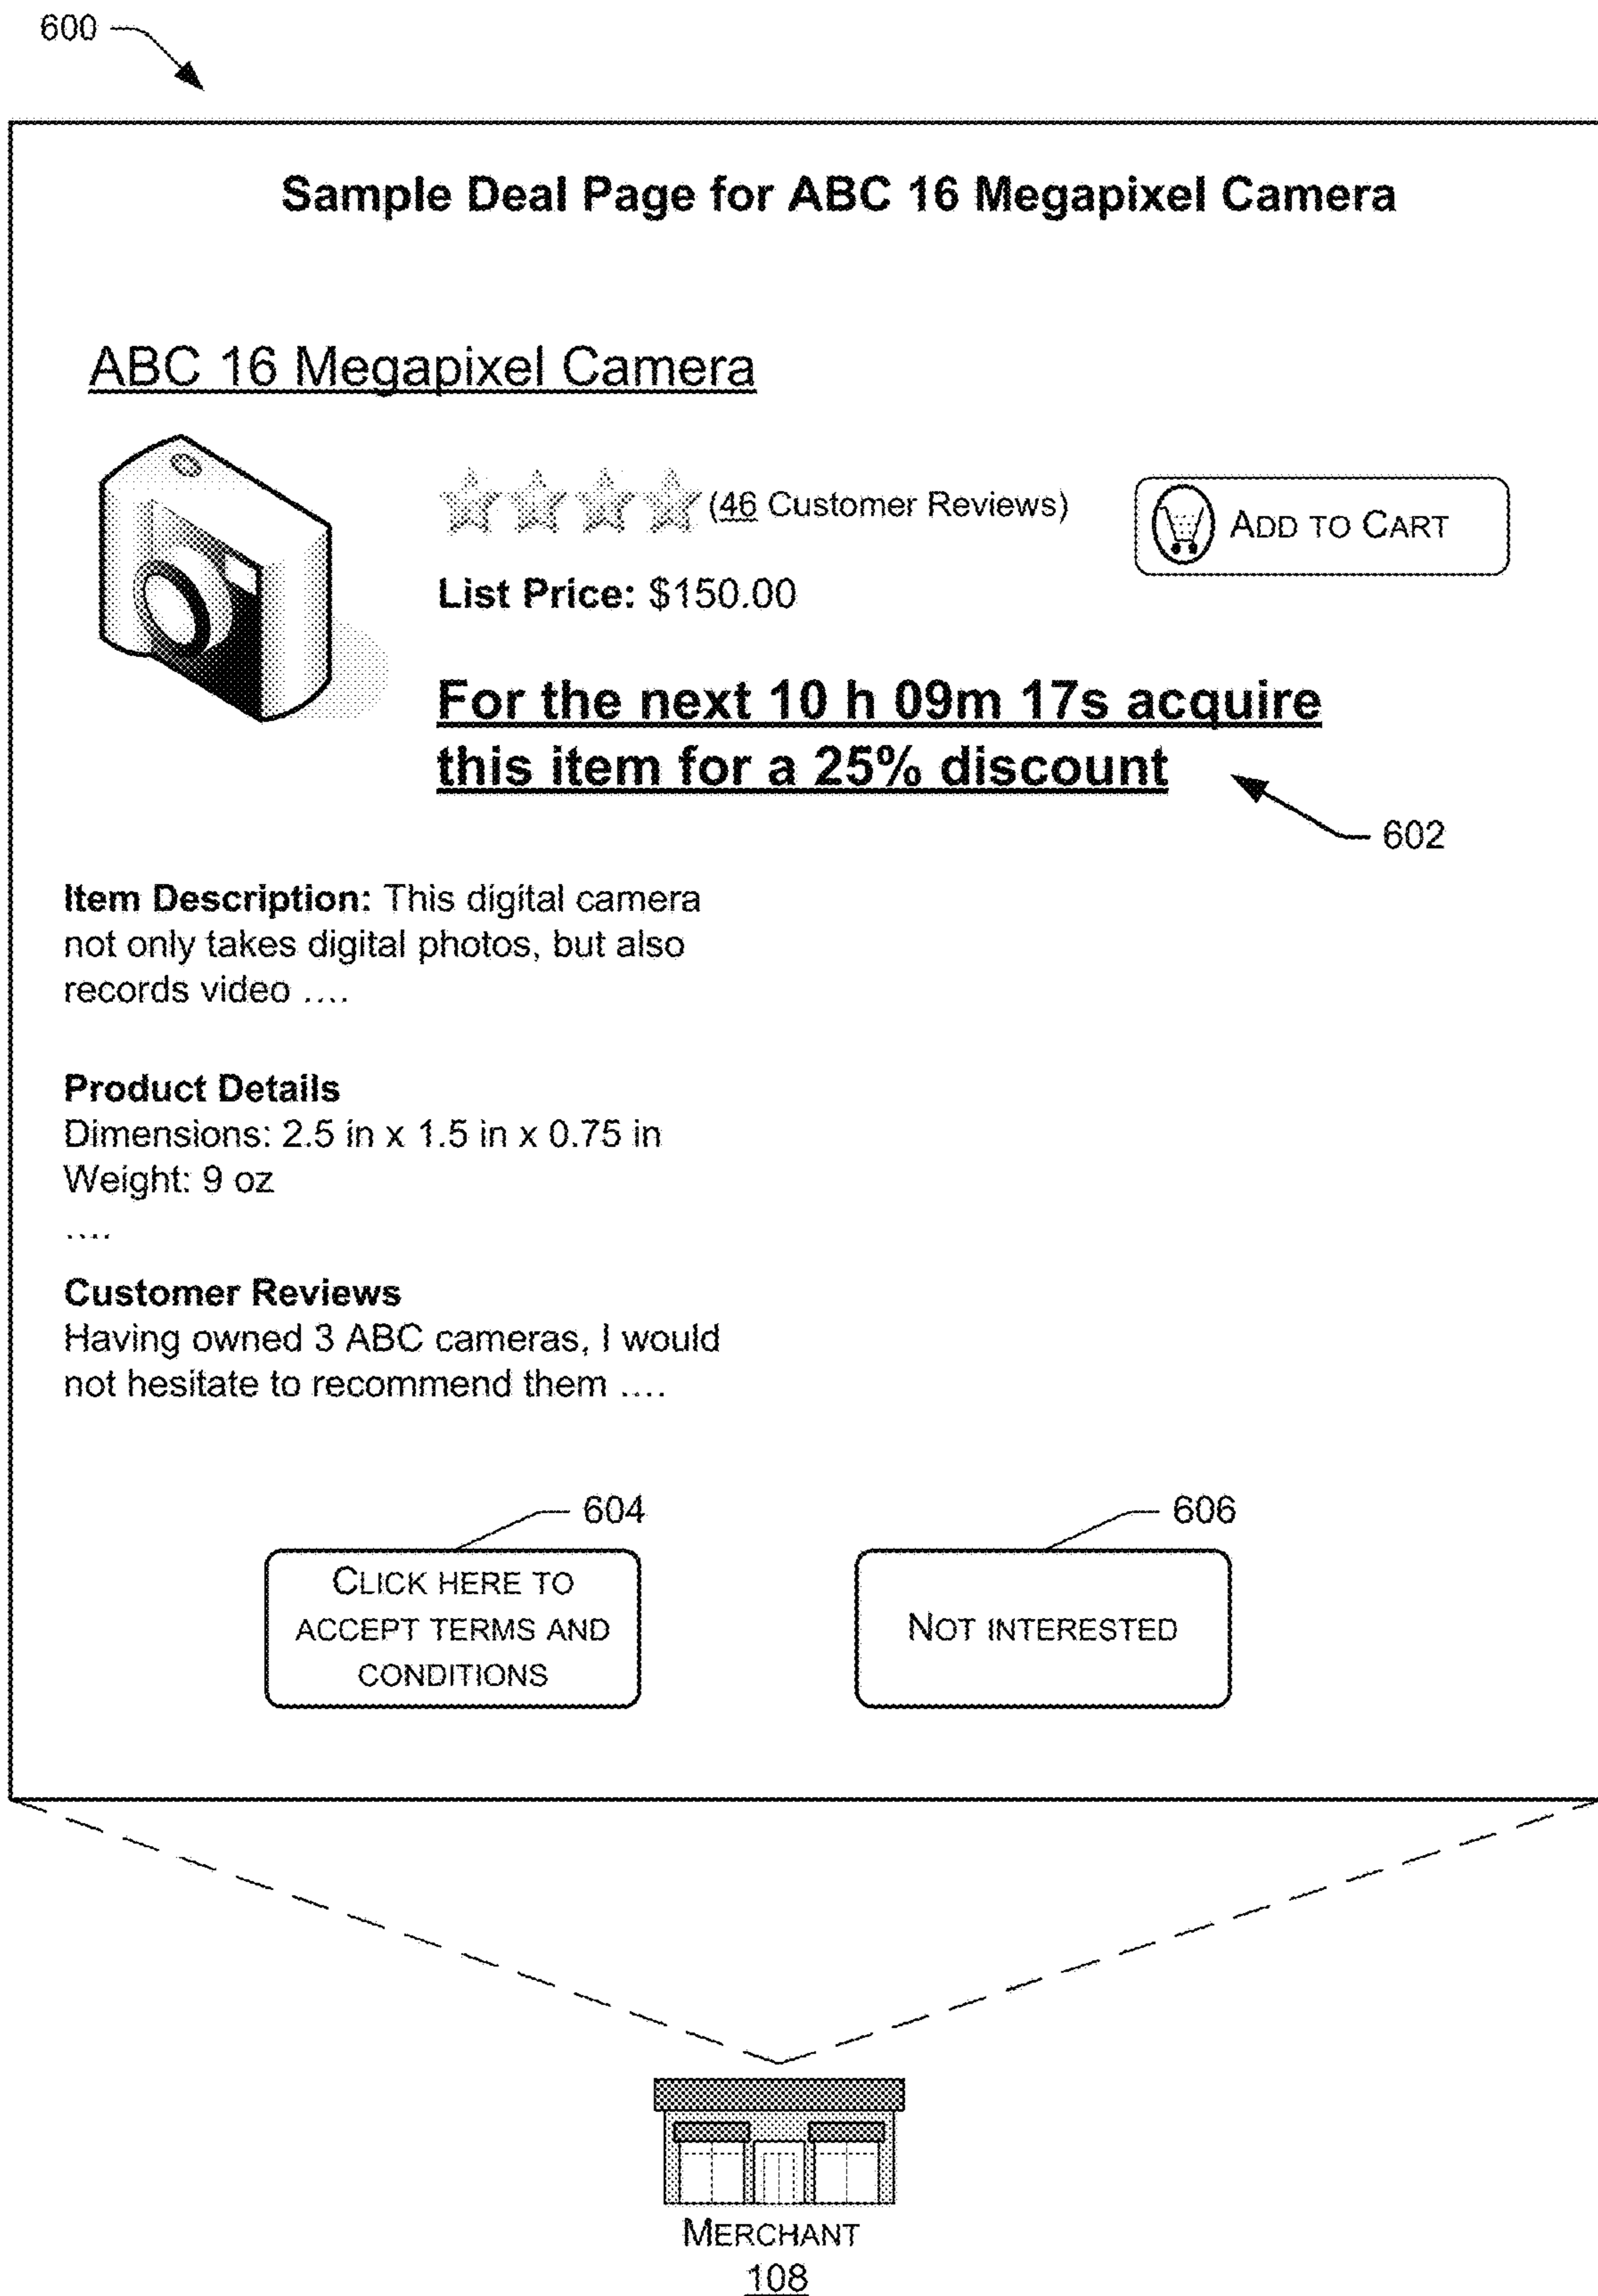 600
Sample Deal Page for ABC 16 Megapixel Camera
ABC 16 Megapixel Camera
(46 Customer Reviews)
ADD TO CART
List Price: $150.00
For the next 10 h 09m 17s acquire
this item for a 25% discount
602
Item Description: This digital camera
not only takes digital photos, but also
records video ....
Product Details
Dimensions: 2.5 in x 1.5 in x 0.75 in
Weight: 9 oz
....
Customer Reviews
Having owned 3 ABC cameras, I would
not hesitate to recommend them ....
604
606
CLICK HERE TO
ACCEPT TERMS AND
CONDITIONS
NOT INTERESTED
MERCHANT
108